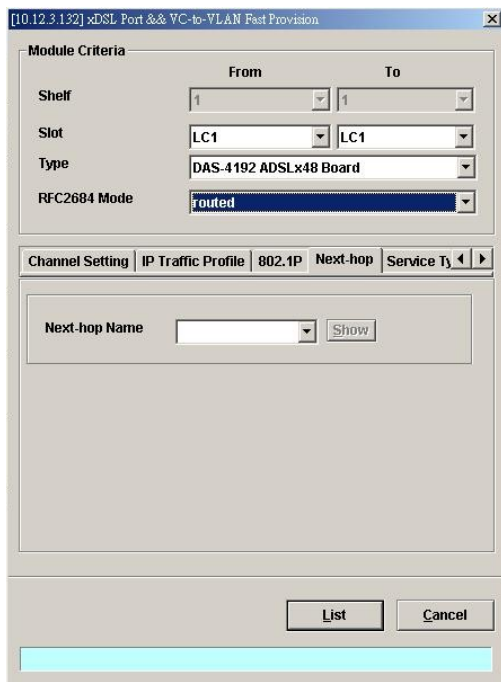 [10.12.3.132] xDSL Port && VC-to-VLAN Fast Provision
Module Criteria
From To
Shelf 1 1
Slot LC1 LC1
Type DAS-4192 ADSLx48 Board
RFC2684 Mode routed
Channel Setting IP Traffic Profile 802.1P Next-hop Service Ty
Next-hop Name Show
List Cancel